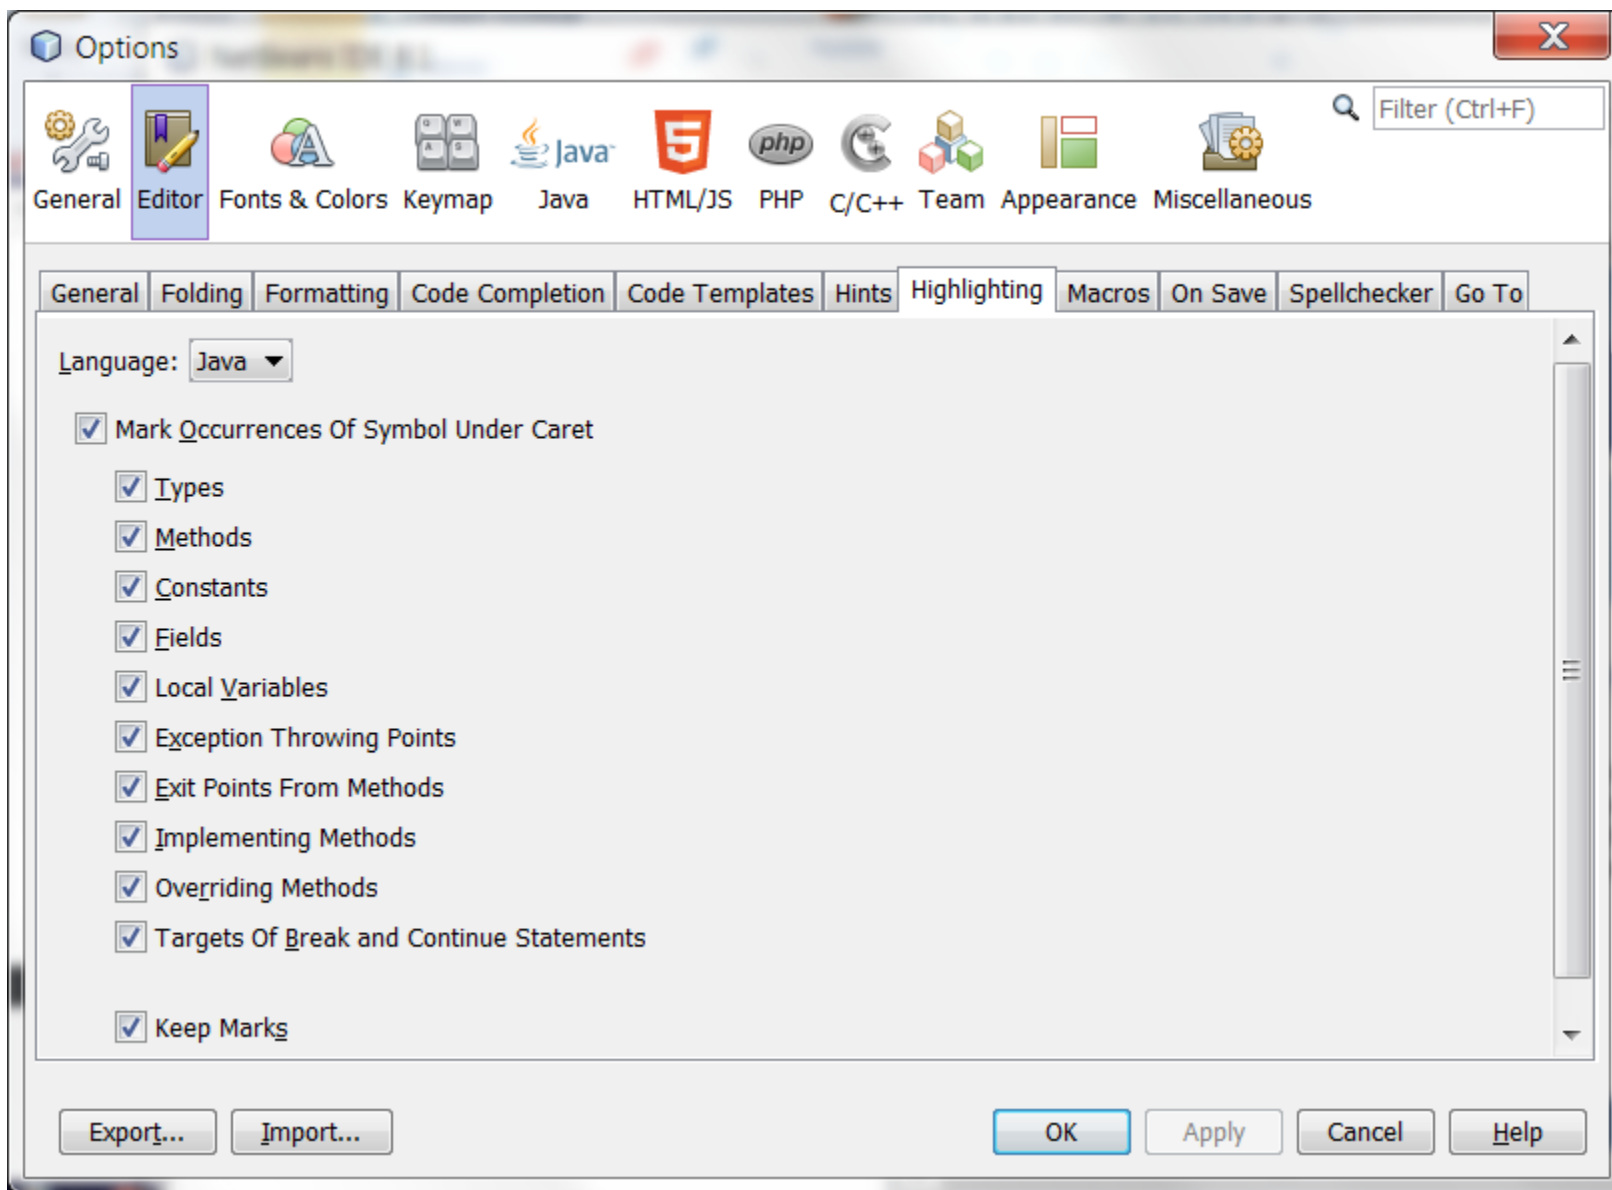 Options
Filter (Ctrl+F)
General Editor Fonts & Colors Keymap Java HTML/JS PHP C/C++ Team Appearance Miscellaneous
5 Java php
Q W A S
General Folding Formatting Code Completion Code Templates Hints Highlighting Macros On Save Spellchecker Go To
Language: Java
Mark Occurrences Of Symbol Under Caret
Types
Methods
Constants
Fields
Local Variables
Exception Throwing Points
Exit Points From Methods
Implementing Methods
Overriding Methods
Targets Of Break and Continue Statements
Keep Marks
Export... Import... OK Apply Cancel Help